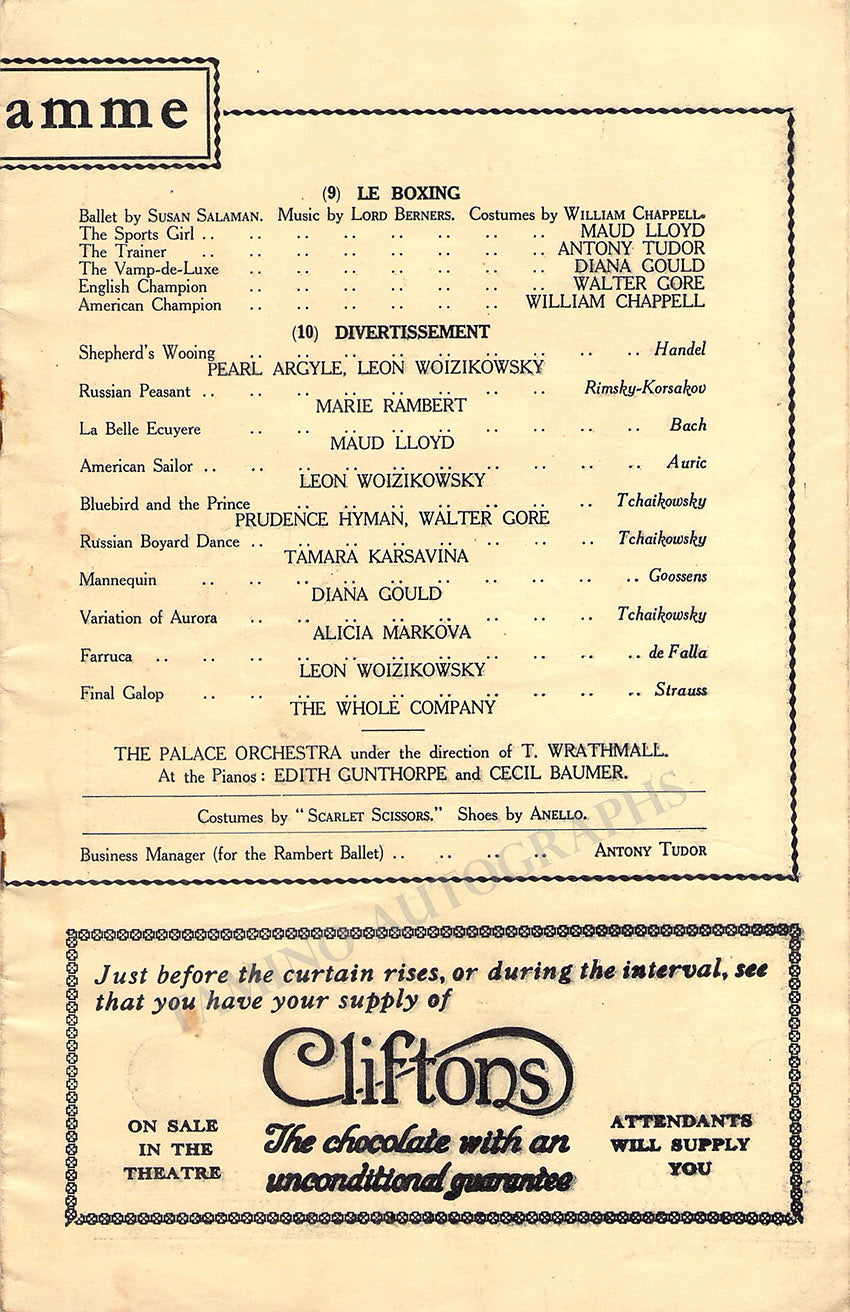 amme
(9) LE BOXING
Ballet by SUSAN SALAMAN. Music by LORD BERNERS. Costumes by WILLIAM CHAPPELL.
The Sports Girl .. .. .. .. .. .. .. .. MAUD LLOYD
The Trainer .. .. .. .. .. .. .. .. ANTONY TUDOR
The Vamp-de-Luxe .. .. .. .. .. .. .. DIANA GOULD
English Champion .. .. .. .. .. .. .. WALTER GORE
American Champion .. .. .. .. .. .. WILLIAM CHAPPELL
(10) DIVERTISSEMENT
Shepherd's Wooing .. .. .. .. .. .. .. .. .. Handel
PEARL ARGYLE, LEON WOIZIKOWSKY
Russian Peasant .. .. .. .. .. .. .. .. Rimsky-Korsakov
MARIE RAMBERT
La Belle Ecuyere .. .. .. .. .. .. .. .. .. Bach
MAUD LLOYD
American Sailor .. .. .. .. .. .. .. .. .. .. Auric
LEON WOIZIKOWSKY
Bluebird and the Prince .. .. .. .. .. .. .. Tchaikowsky
PRUDENCE HYMAN, WALTER GORE
Russian Boyard Dance .. .. .. .. .. .. .. .. Tchaikowsky
TAMARA KARSAVINA
Mannequin .. .. .. .. .. .. .. .. .. .. Goossens
DIANA GOULD
Variation of Aurora .. .. .. .. .. .. .. .. Tchaikowsky
ALICIA MARKOVA
Farruca .. .. .. .. .. .. .. .. .. .. .. de Falla
LEON WOIZIKOWSKY
Final Galop .. .. .. .. .. .. .. .. .. .. Strauss
THE WHOLE COMPANY
THE PALACE ORCHESTRA under the direction of T. WRATHMALL.
At the Pianos: EDITH GUNTHORPE and CECIL BAUMER.
Costumes by "SCARLET SCISSORS." Shoes by ANELLO.
Business Manager (for the Rambert Ballet) .. .. .. .. ANTONY TUDOR
TAMINO AUTOGRAPHS
Just before the curtain rises, or during the interval, see
that you have your supply of
Cliftons
ON SALE
IN THE
THEATRE
The chocolate with an
unconditional guarantee
ATTENDANTS
WILL SUPPLY
YOU